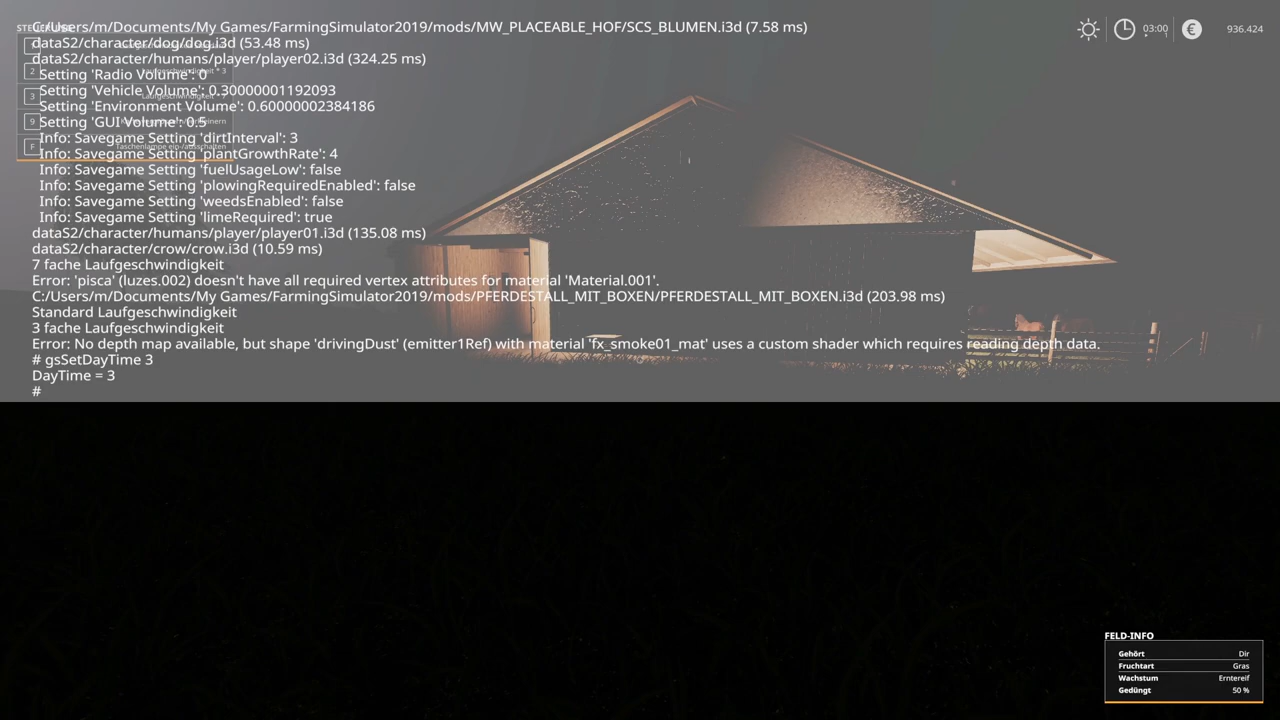 C:/Users/m/Documents/My Games/FarmingSimulator2019/mods/MW_PLACEABLE_HOF/SCS_BLUMEN.i3d (7.58 ms)
dataS2/character/dog/dog.i3d (53.48 ms)
dataS2/character/humans/player/player02.i3d (324.25 ms)
Setting 'Radio Volume': 0
Setting 'Vehicle Volume': 0.30000001192093
Setting 'Environment Volume': 0.60000002384186
Setting 'GUI Volume': 0.5
Info: Savegame Setting 'dirtInterval': 3
Info: Savegame Setting 'plantGrowthRate': 4
Info: Savegame Setting 'fuelUsageLow': false
Info: Savegame Setting 'plowingRequiredEnabled': false
Info: Savegame Setting 'weedsEnabled': false
Info: Savegame Setting 'limeRequired': true
dataS2/character/humans/player/player01.i3d (135.08 ms)
dataS2/character/crow/crow.i3d (10.59 ms)
7 fache Laufgeschwindigkeit
Error: 'pisca' (luzes.002) doesn't have all required vertex attributes for material 'Material.001'.
C:/Users/m/Documents/My Games/FarmingSimulator2019/mods/PFERDESTALL_MIT_BOXEN/PFERDESTALL_MIT_BOXEN.i3d (203.98 ms)
Standard Laufgeschwindigkeit
3 fache Laufgeschwindigkeit
Error: No depth map available, but shape 'drivingDust' (emitter1Ref) with material 'fx_smoke01_mat' uses a custom shader which requires reading depth data.
# gsSetDayTime 3
DayTime = 3
#
2
3
9
F Taschenlampe ein-/ausschalten
03:00
€ 936.424
FELD-INFO
Gehört Dir
Fruchtart Gras
Wachstum Erntereif
Gedüngt 50 %